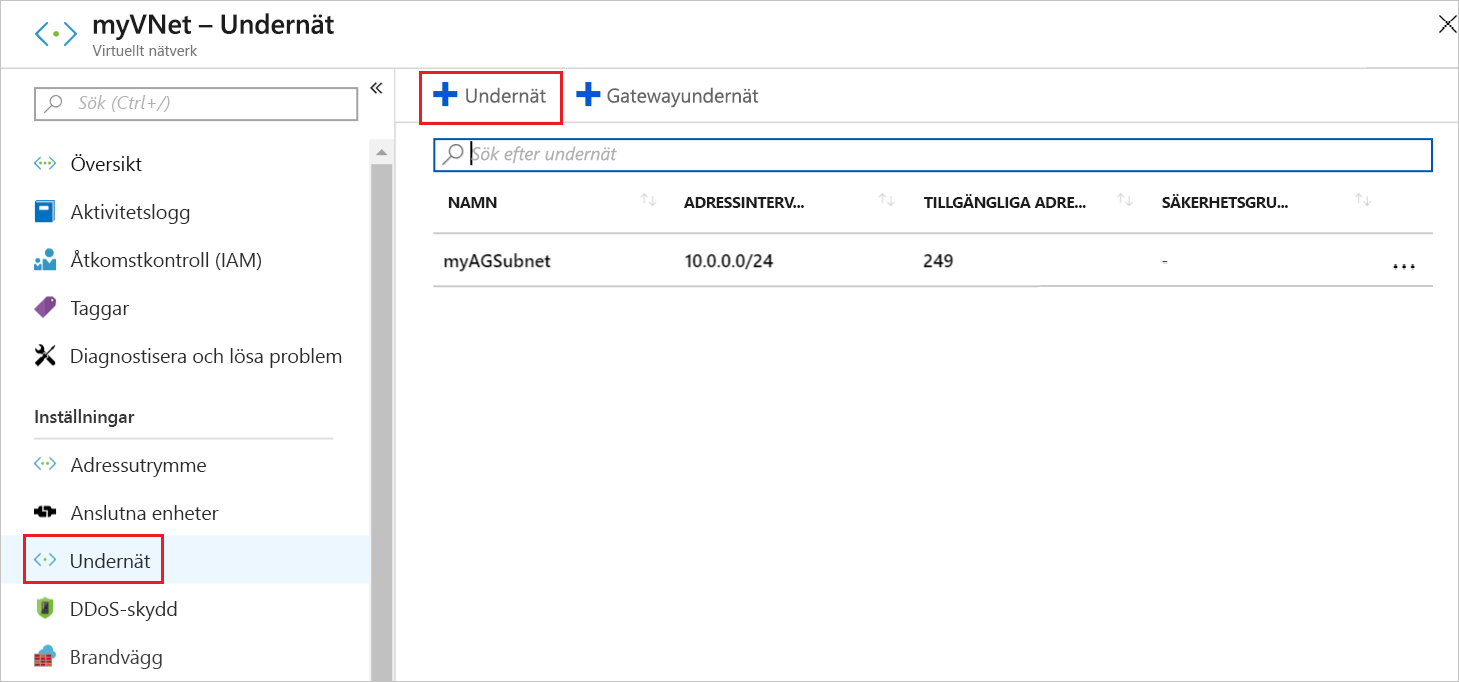 myVNet – Undernät
Virtuellt nätverk
Sök (Ctrl+/)
Översikt
Aktivitetslogg
Åtkomstkontroll (IAM)
Taggar
Diagnostisera och lösa problem
Inställningar
Adressutrymme
Anslutna enheter
Undernät
DDoS-skydd
Brandvägg
Undernät Gatewayundernät
Sök efter undernät
NAMN ADRESSINTERV... TILLGÄNGLIGA ADRE... SÄKERHETSGRU...
myAGSubnet 10.0.0.0/24 249 - ...